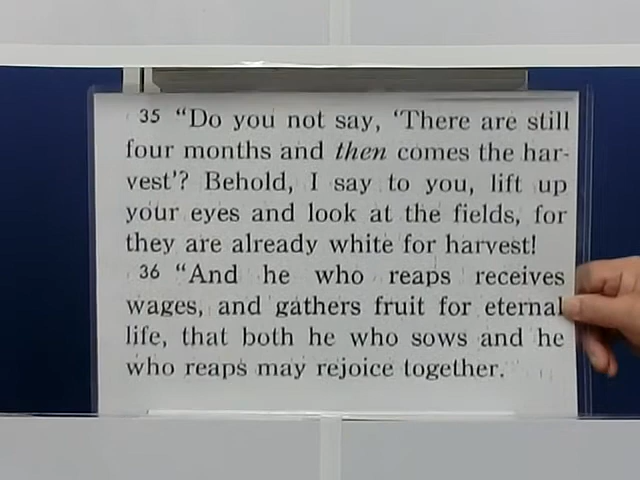 35 “Do you not say, ‘There are still
four months and then comes the har-
vest’? Behold, I say to you, lift up
your eyes and look at the fields, for
they are already white for harvest!
36 “And he who reaps receives
wages, and gathers fruit for eternal
life, that both he who sows and he
who reaps may rejoice together.